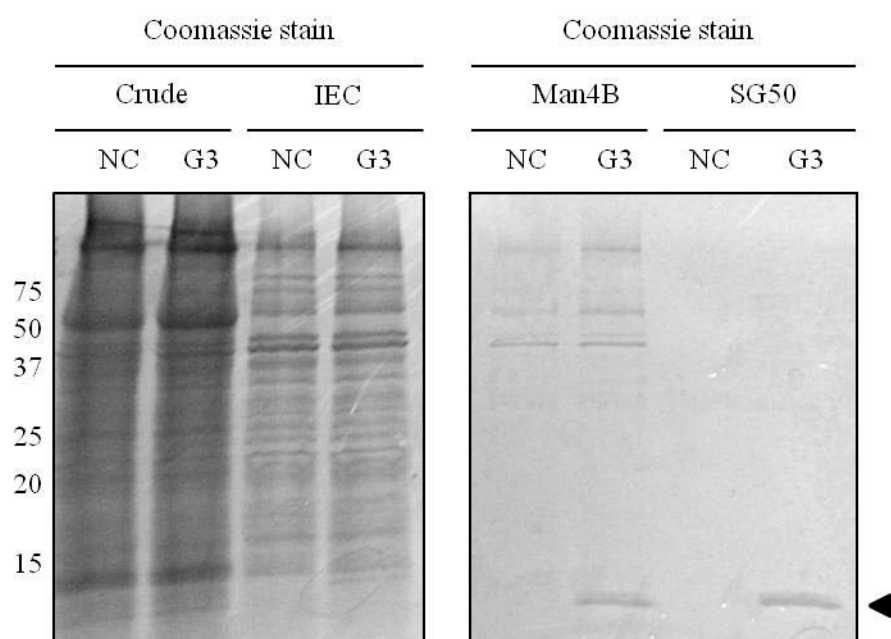 Coomassie stain Coomassie stain
Crude IEC Man4B SG50
NC G3 NC G3 NC G3 NC G3
75
50
37
25
20
15